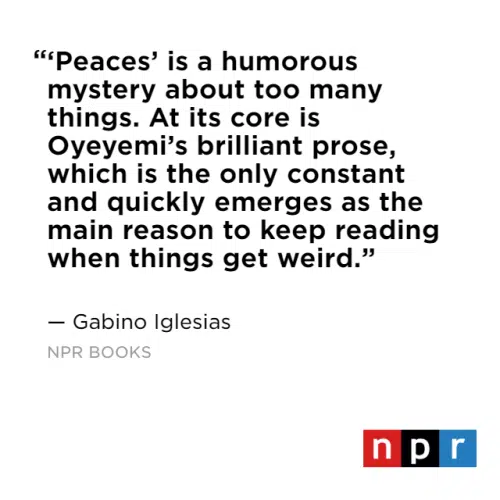 “‘Peaces’ is a humorous
mystery about too many
things. At its core is
Oyeyemi’s brilliant prose,
which is the only constant
and quickly emerges as the
main reason to keep reading
when things get weird.”
— Gabino Iglesias
NPR BOOKS
npr